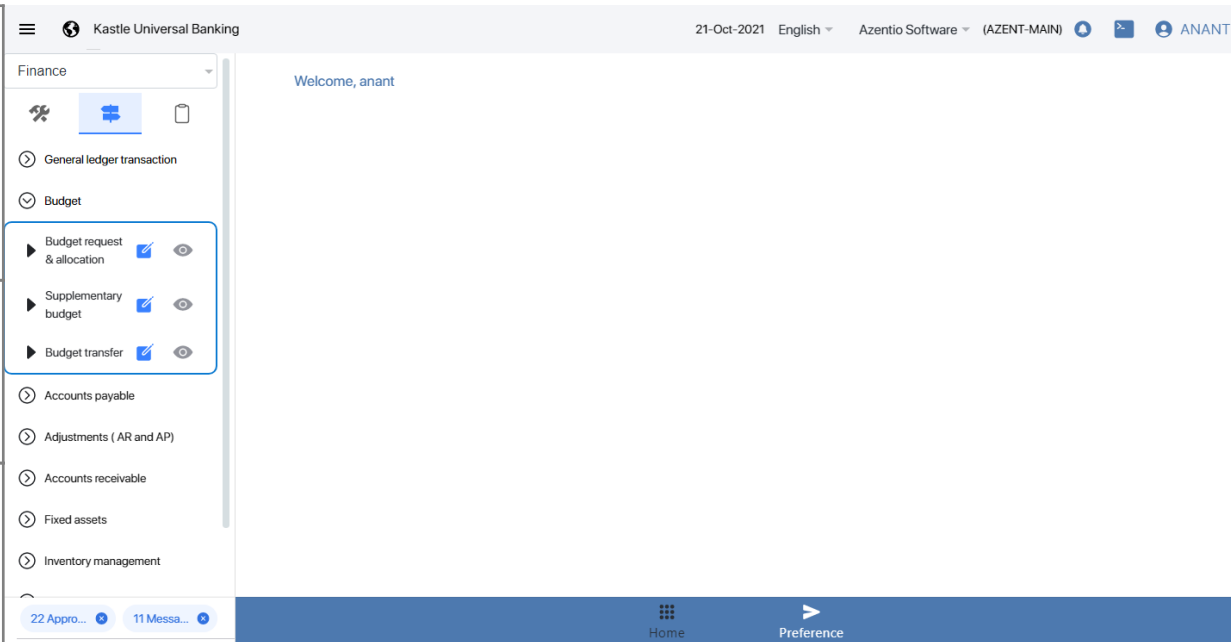 Kastle Universal Banking
21-Oct-2021 English Azentio Software (AZENT-MAIN) ANANT
Finance
Welcome, anant
General ledger transaction
Budget
Budget request
& allocation
Supplementary
budget
Budget transfer
Accounts payable
Adjustments ( AR and AP)
Accounts receivable
Fixed assets
Inventory management
22 Appro... 11 Messa...
Home
Preference